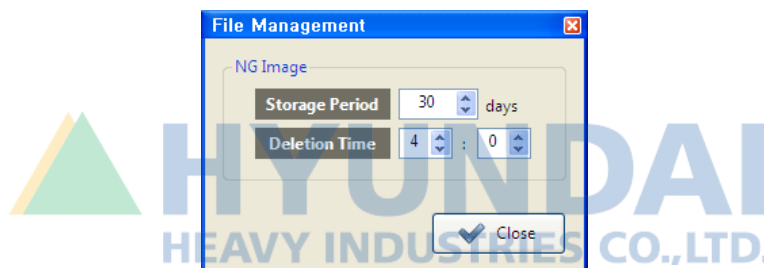 File Management
NG Image
Storage Period 30 days
Deletion Time 4 : 0
Close
HYUNDAI
HEAVY INDUSTRIES CO.,LTD.